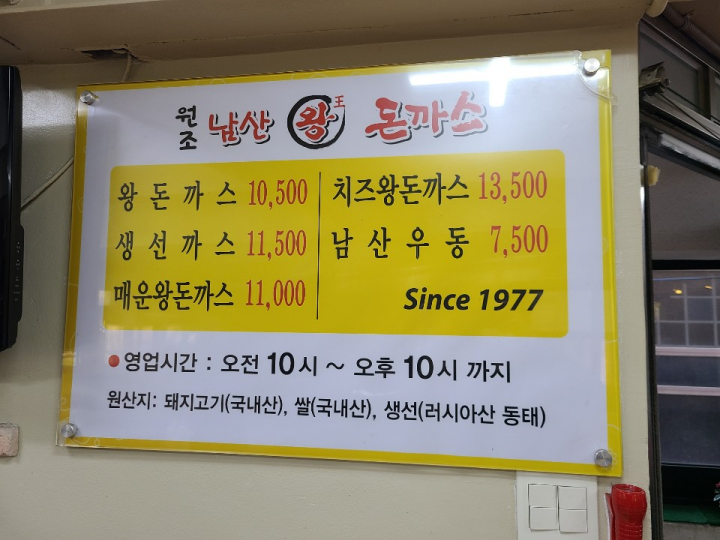 원조 남산 왕 王 돈까스
왕돈까스 10,500
생선까스 11,500
매운왕돈까스 11,000
치즈왕돈까스 13,500
남산우동 7,500
Since 1977
영업시간 : 오전 10시 ~ 오후 10시 까지
원산지: 돼지고기(국내산), 쌀(국내산), 생선(러시아산 동태)